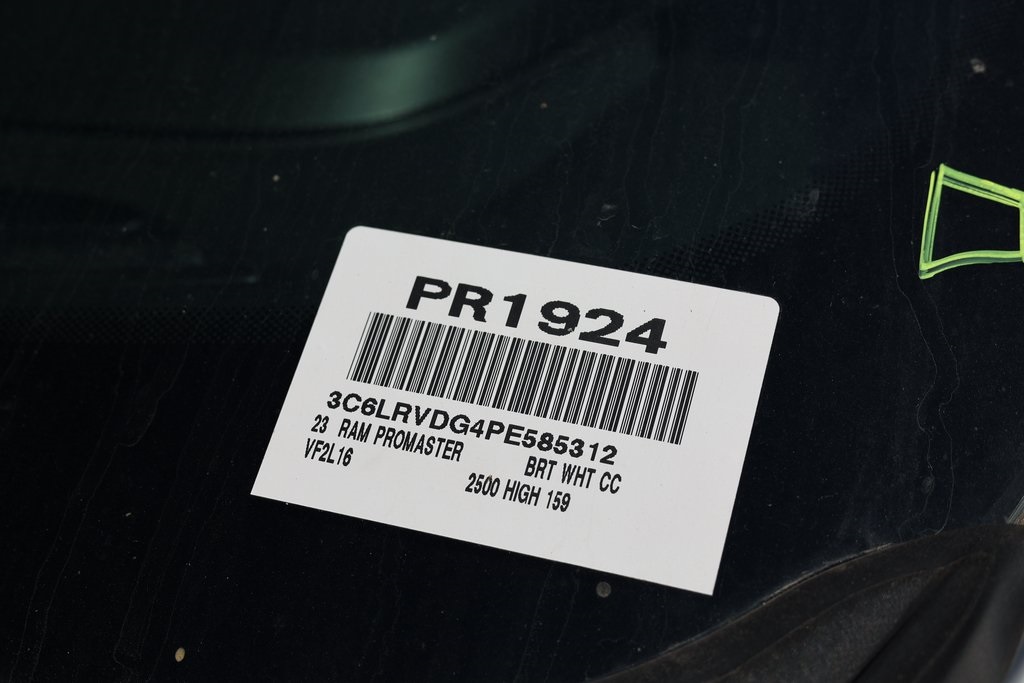 PR1924
3C6LRVDG4PE585312
23 RAM PROMASTER BRT WHT CC
VF2L16 2500 HIGH 159